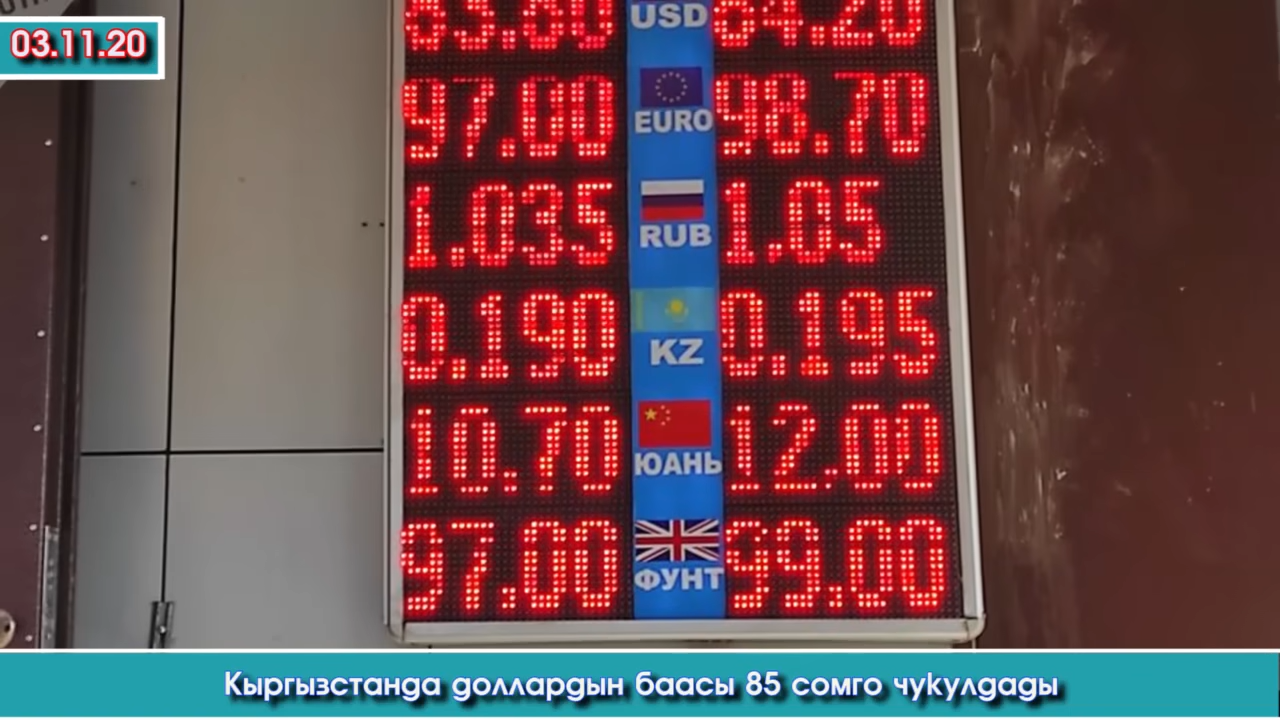 03.11.20
USD
97.00 EURO 98.70
1.035 RUB 1.05
0.190 KZ 0.195
10.70 ЮАНЬ 12.00
97.00 ФУНТ 99.00
Кыргызстанда доллардын баасы 85 сомго чукулдады